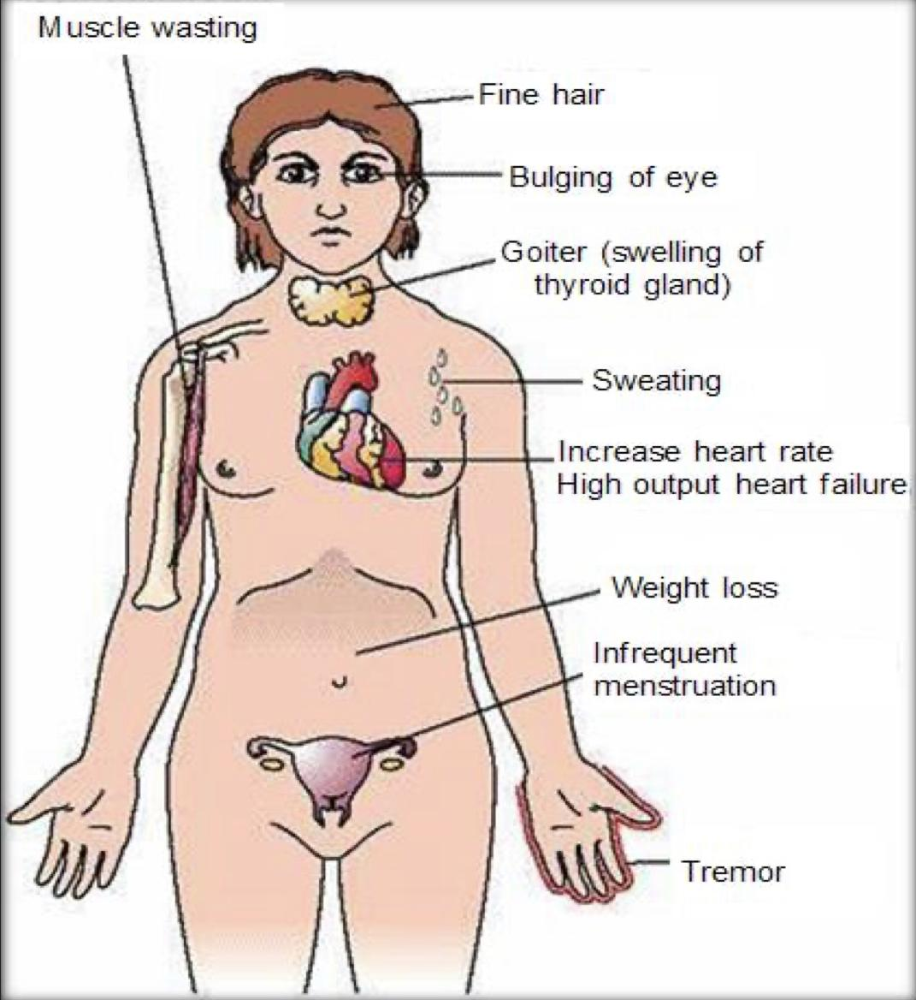 Muscle wasting
Fine hair
Bulging of eye
Goiter (swelling of
thyroid gland)
Sweating
Increase heart rate
High output heart failure
Weight loss
Infrequent
menstruation
Tremor